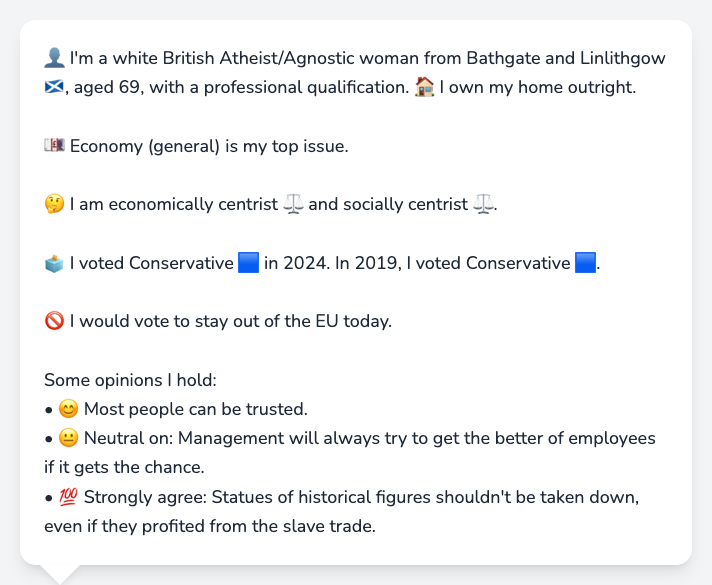 👤 I'm a white British Atheist/Agnostic woman from Bathgate and Linlithgow
🏴󠁧󠁢󠁳󠁣󠁴󠁿, aged 69, with a professional qualification. 🏠 I own my home outright.
💷 Economy (general) is my top issue.
🤔 I am economically centrist ⚖️ and socially centrist ⚖️.
🗳️ I voted Conservative 🟦 in 2024. In 2019, I voted Conservative 🟦.
🚫 I would vote to stay out of the EU today.
Some opinions I hold:
• 😊 Most people can be trusted.
• 😐 Neutral on: Management will always try to get the better of employees
if it gets the chance.
• 💯 Strongly agree: Statues of historical figures shouldn't be taken down,
even if they profited from the slave trade.